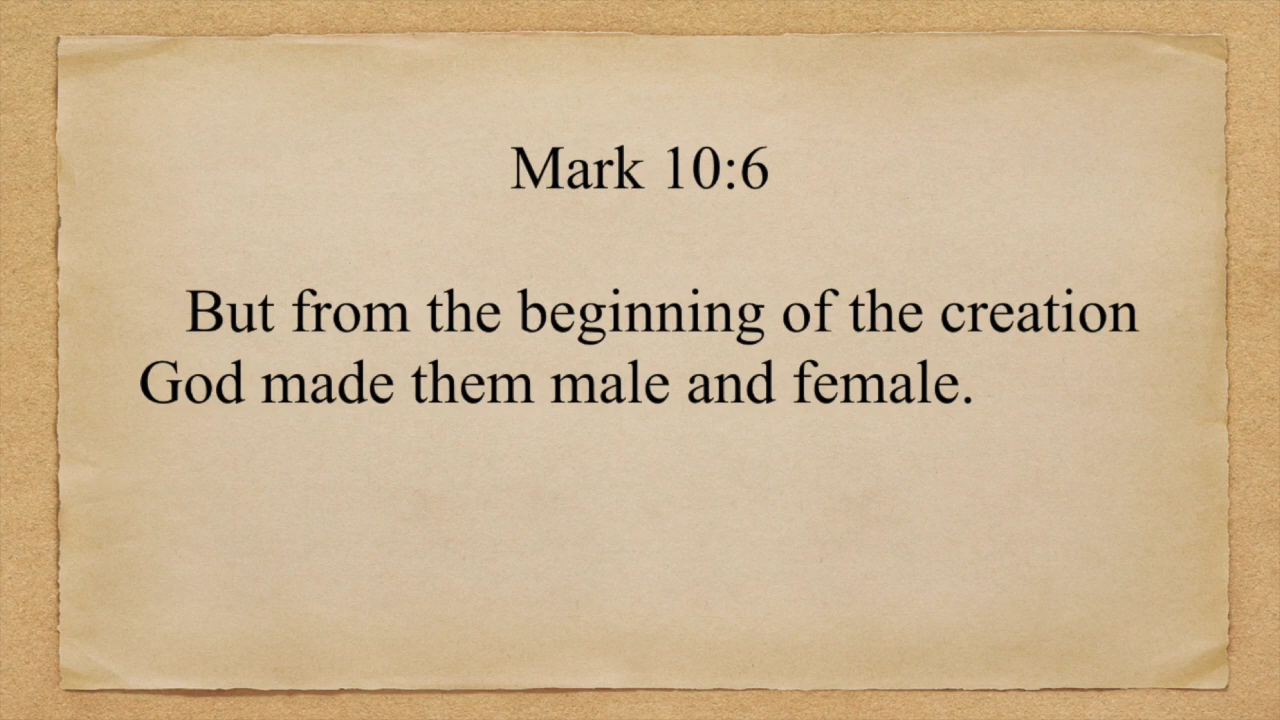 Mark 10:6
But from the beginning of the creation
God made them male and female.